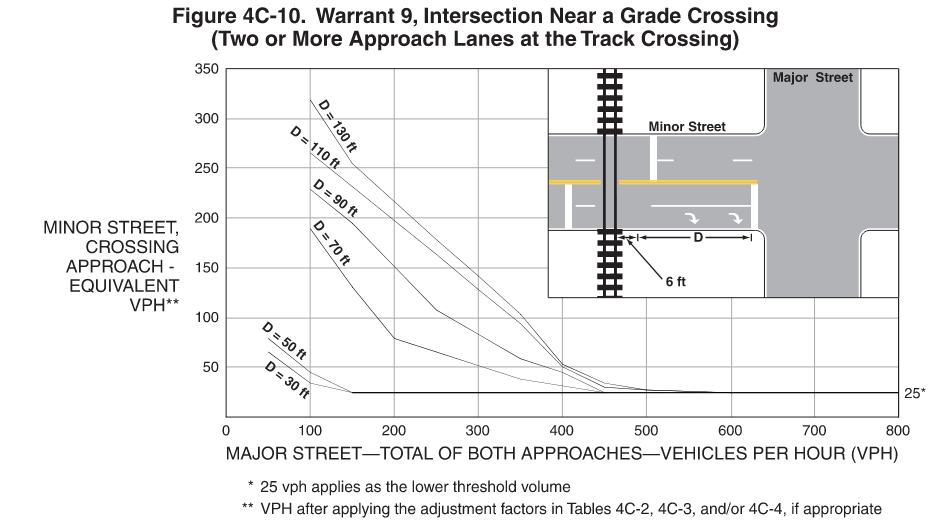 Figure 4C-10. Warrant 9, Intersection Near a Grade Crossing
(Two or More Approach Lanes at the Track Crossing)
350
300
250
200
150
100
50
MINOR STREET,
CROSSING
APPROACH -
EQUIVALENT
VPH**
D = 130 ft
D = 110 ft
D = 90 ft
D = 70 ft
D = 50 ft
D = 30 ft
Major Street
Minor Street
D
6 ft
25*
0 100 200 300 400 500 600 700 800
MAJOR STREET—TOTAL OF BOTH APPROACHES—VEHICLES PER HOUR (VPH)
* 25 vph applies as the lower threshold volume
** VPH after applying the adjustment factors in Tables 4C-2, 4C-3, and/or 4C-4, if appropriate